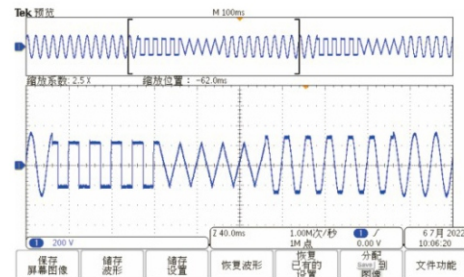 Tek 预览
M 100ms
缩放系数: 2.5 X
缩放位置: -62.0ms
1 200 V
Z 40.0ms
1.00M次/秒
1M 点
1
0.00 V
6 7月 2022
10:06:20
保存
屏幕图像
储存
波形
储存
设置
恢复波形
恢复
已有的
设置
分配
Save 到
图像
文件功能